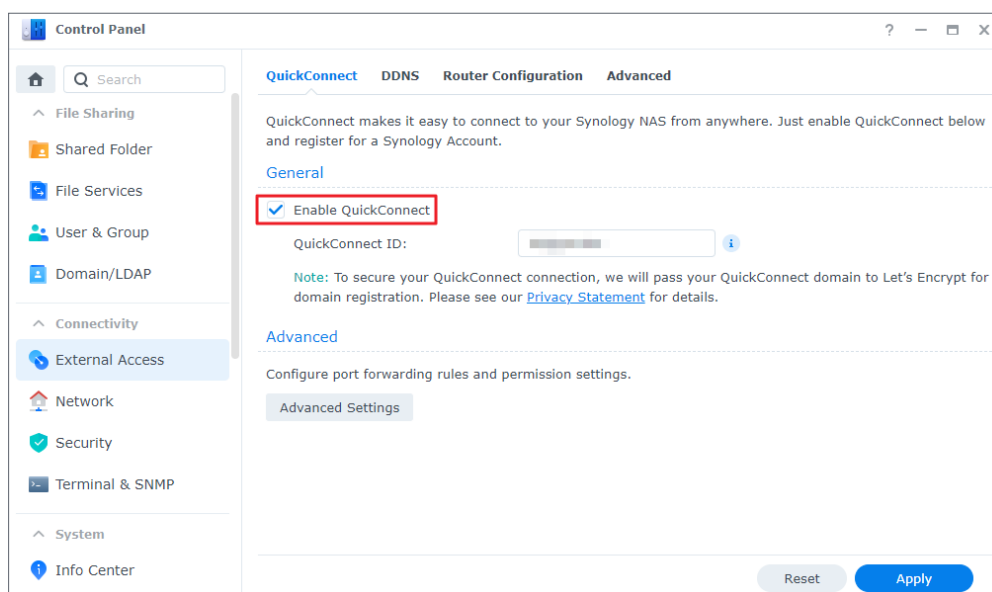 Control Panel
Search
File Sharing
Shared Folder
File Services
User & Group
Domain/LDAP
Connectivity
External Access
Network
Security
Terminal & SNMP
System
Info Center
QuickConnect DDNS Router Configuration Advanced
QuickConnect makes it easy to connect to your Synology NAS from anywhere. Just enable QuickConnect below
and register for a Synology Account.
General
Enable QuickConnect
QuickConnect ID:
Note: To secure your QuickConnect connection, we will pass your QuickConnect domain to Let's Encrypt for
domain registration. Please see our Privacy Statement for details.
Advanced
Configure port forwarding rules and permission settings.
Advanced Settings
Reset Apply